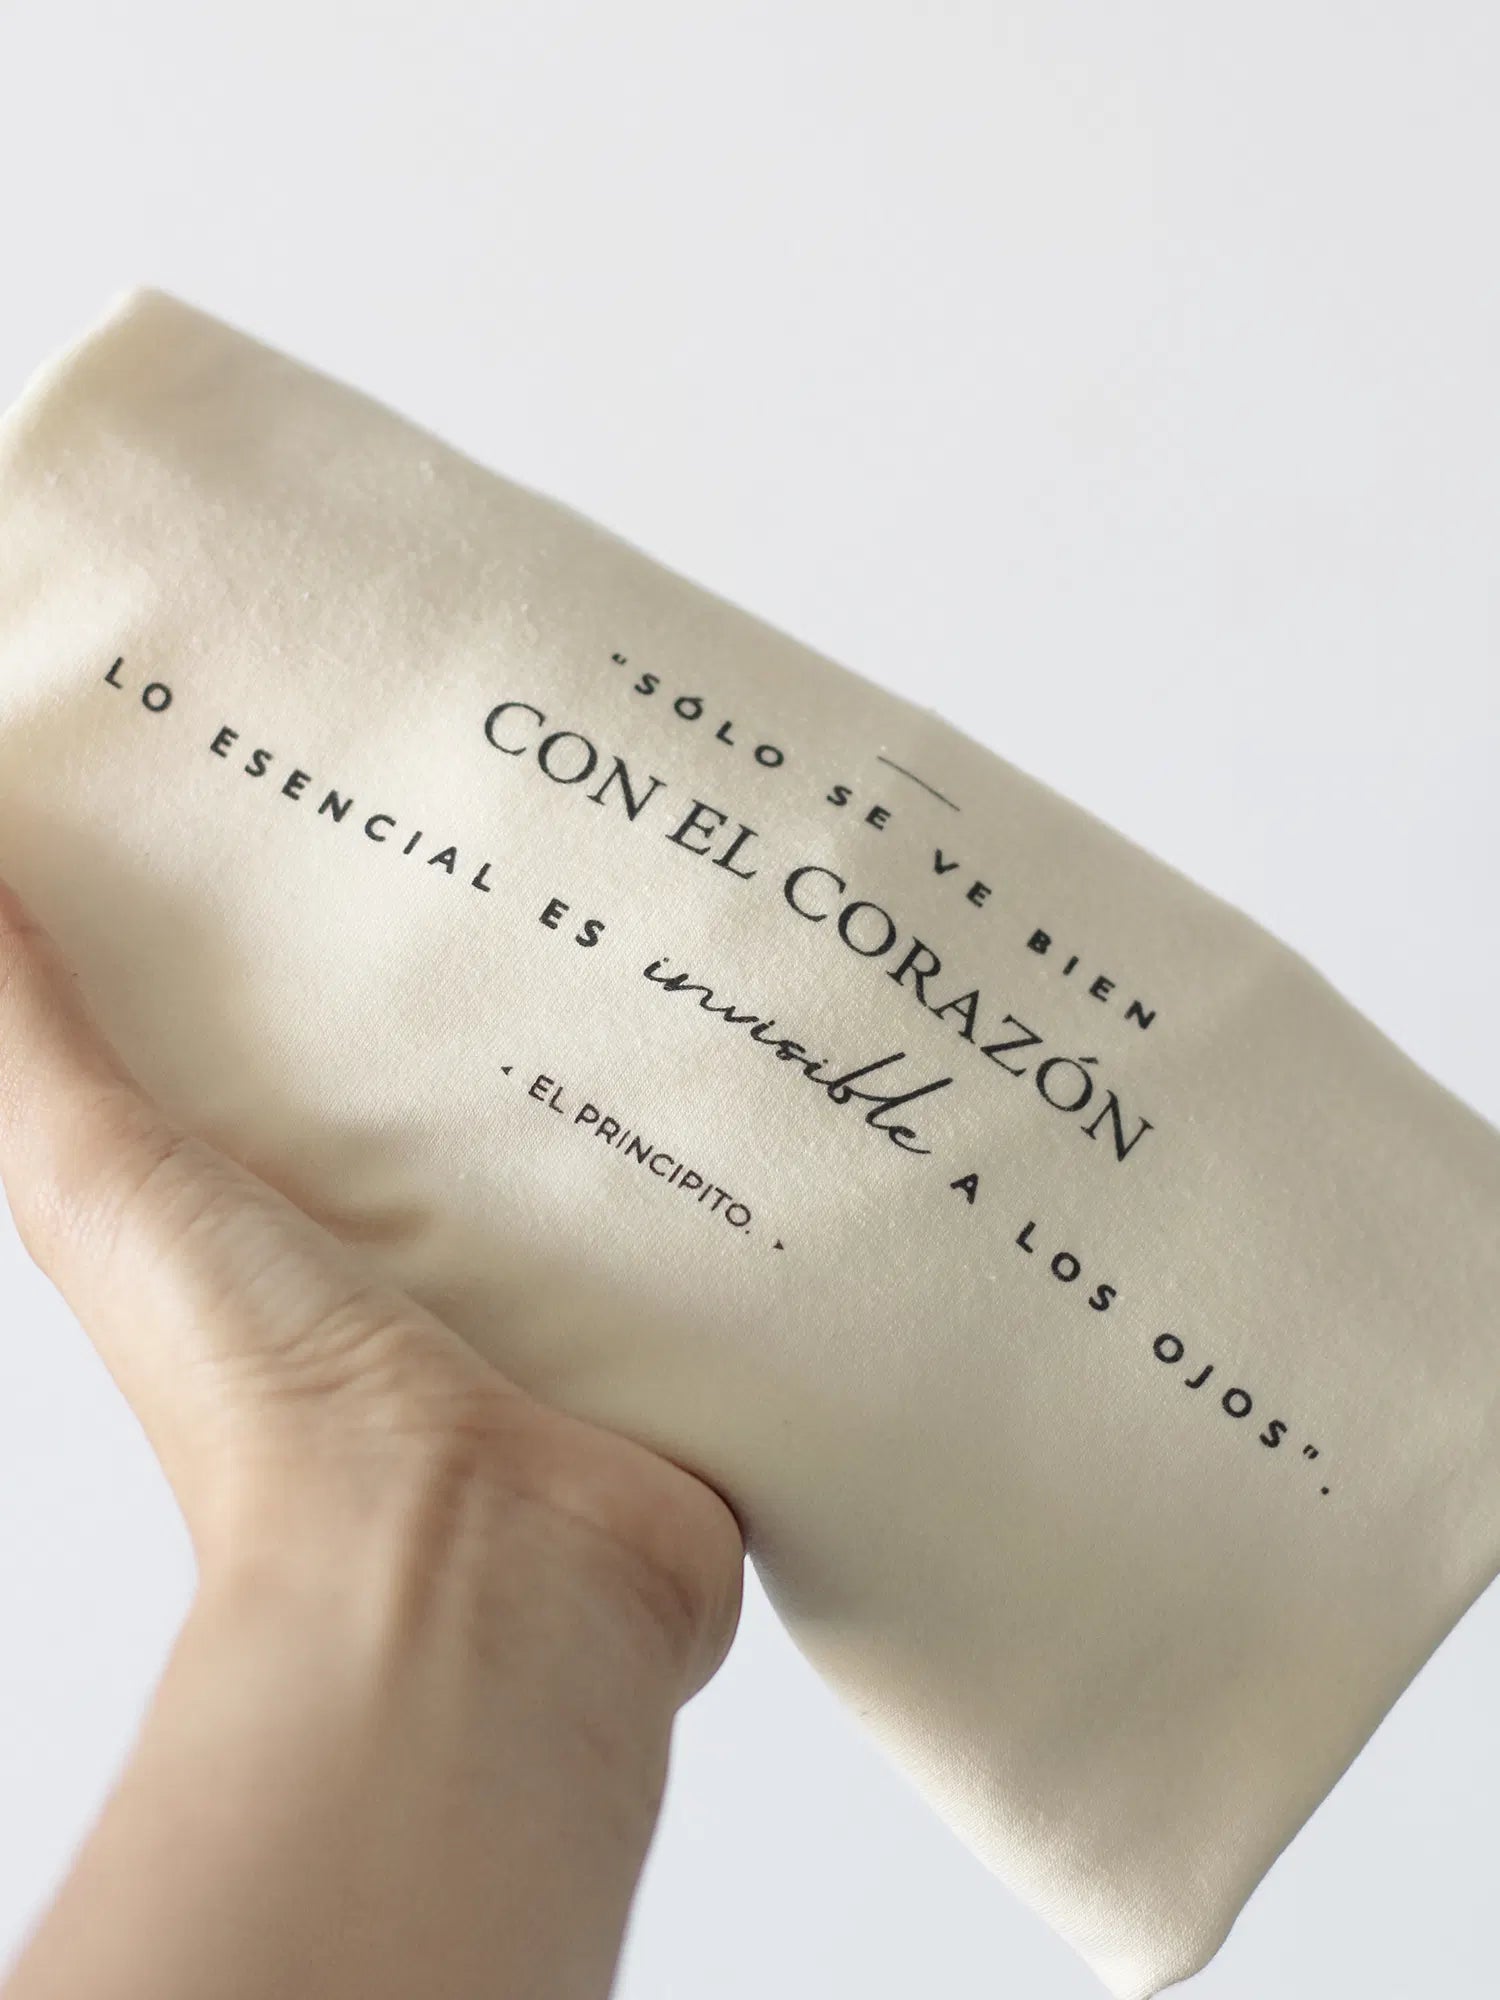 “SÓLO SE VE BIEN
CON EL CORAZÓN
LO ESENCIAL ES invisible A LOS OJOS”.
EL PRINCIPITO.